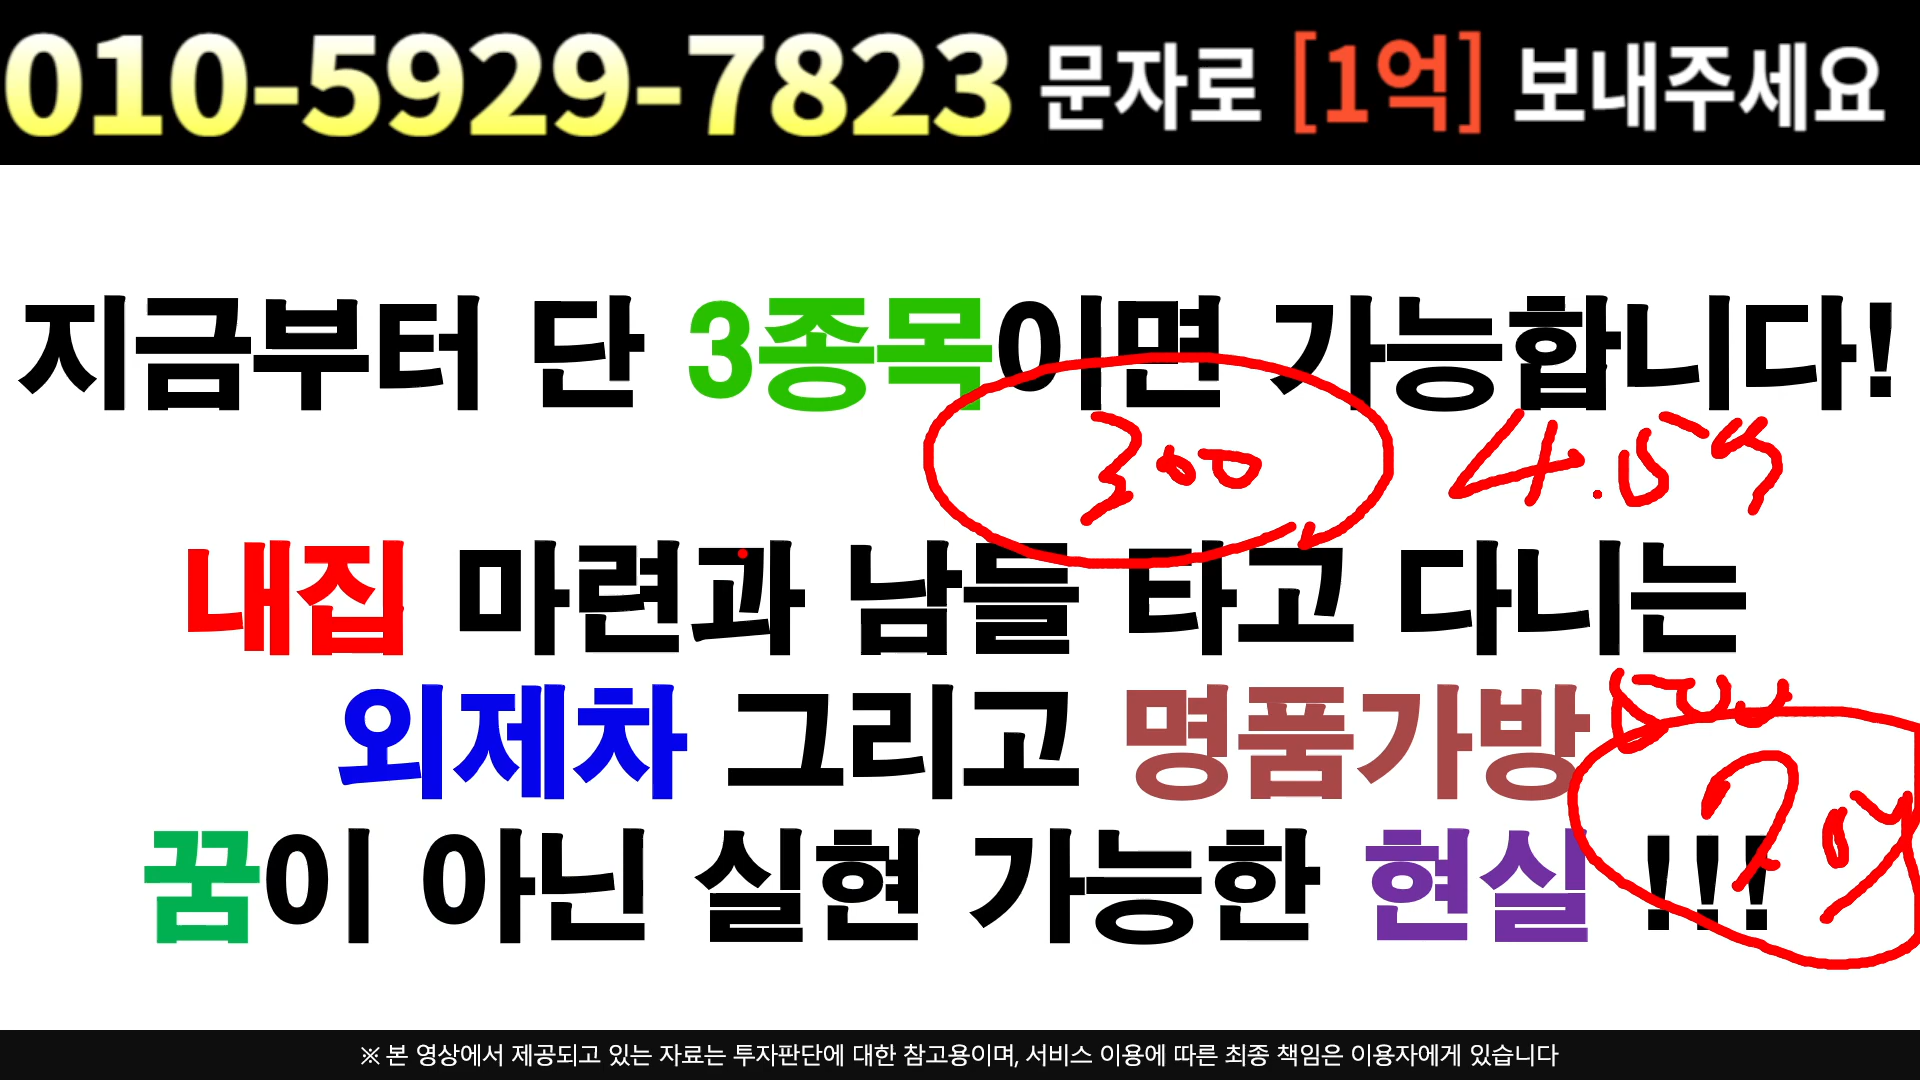 010-5929-7823 문자로 [1억] 보내주세요
지금부터 단 3종목이면 가능합니다!
300
4.5억
내집 마련과 남들 타고 다니는
500
외제차 그리고 명품가방
꿈이 아닌 실현 가능한 현실 !!!
※ 본 영상에서 제공되고 있는 자료는 투자판단에 대한 참고용이며, 서비스 이용에 따른 최종 책임은 이용자에게 있습니다